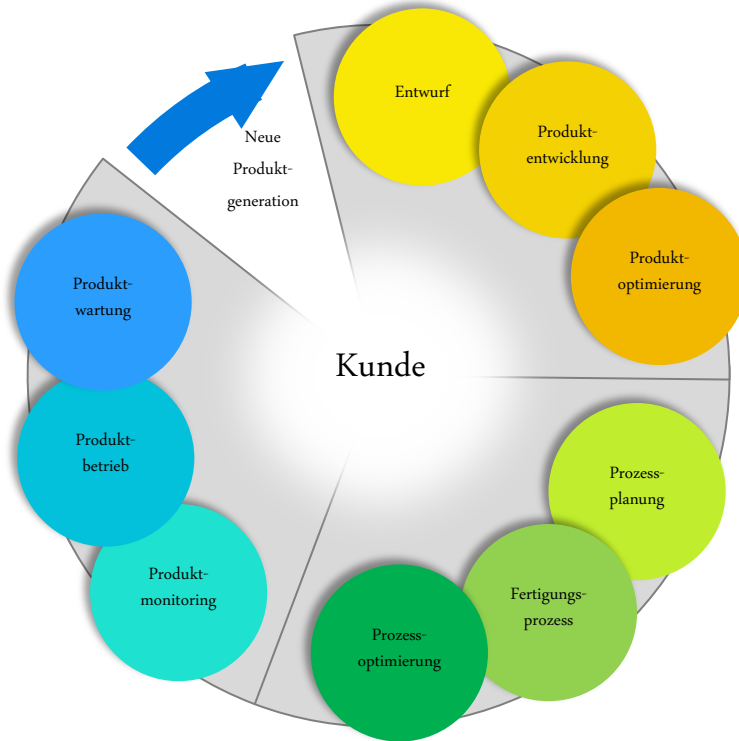 Entwurf
Produkt-
entwicklung
Produkt-
optimierung
Prozess-
planung
Fertigungs-
prozess
Prozess-
optimierung
Produkt-
monitoring
Produkt-
betrieb
Produkt-
wartung
Neue
Produkt-
generation
Kunde